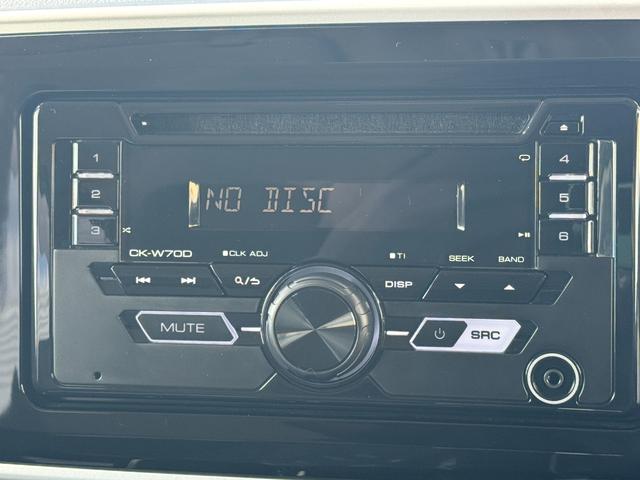 1
4
2
NO DISC
5
3
6
CK-W70D
CLK ADJ
TI
SEEK
BAND
DISP
MUTE
SRC